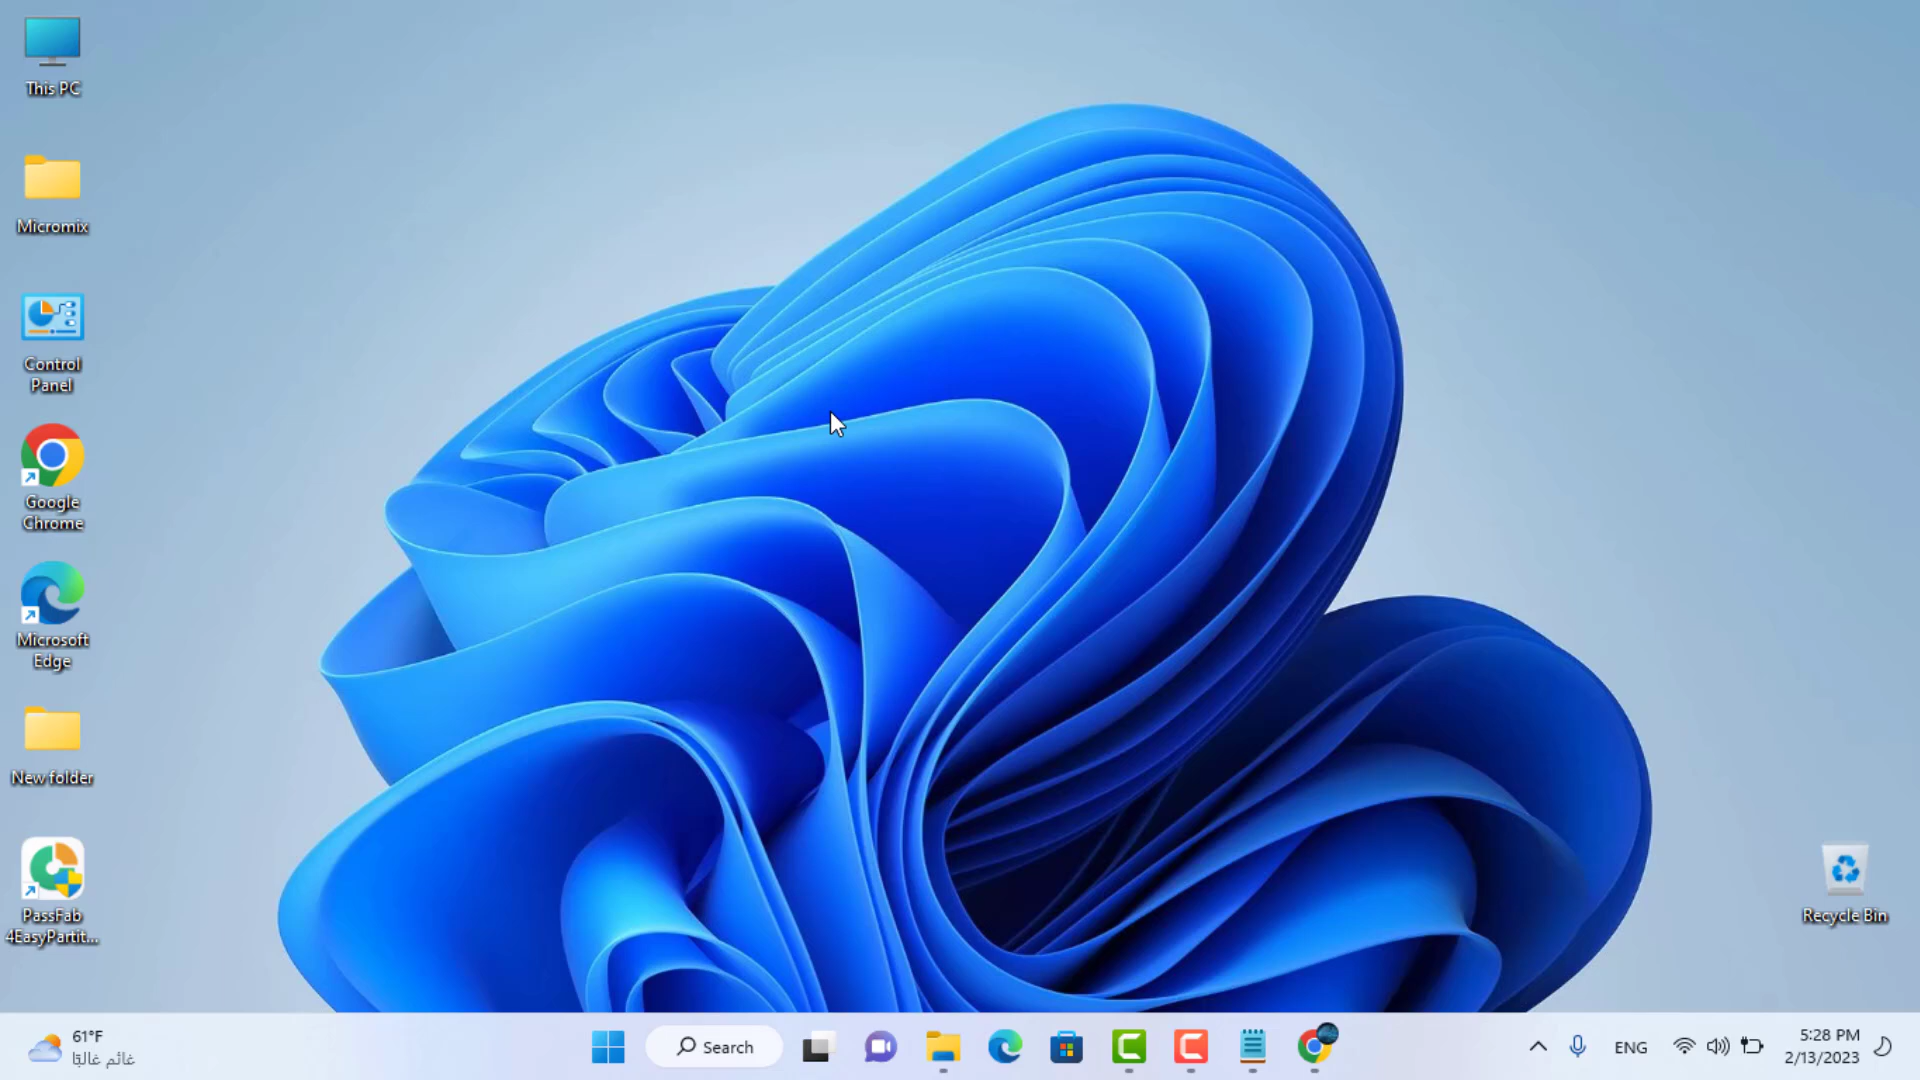 This PC
Micromix
Control
Panel
Google
Chrome
Microsoft
Edge
New folder
PassFab
4EasyPartit...
Recycle Bin
61°F
غائم غالبًا
Search
ENG
5:28 PM
2/13/2023